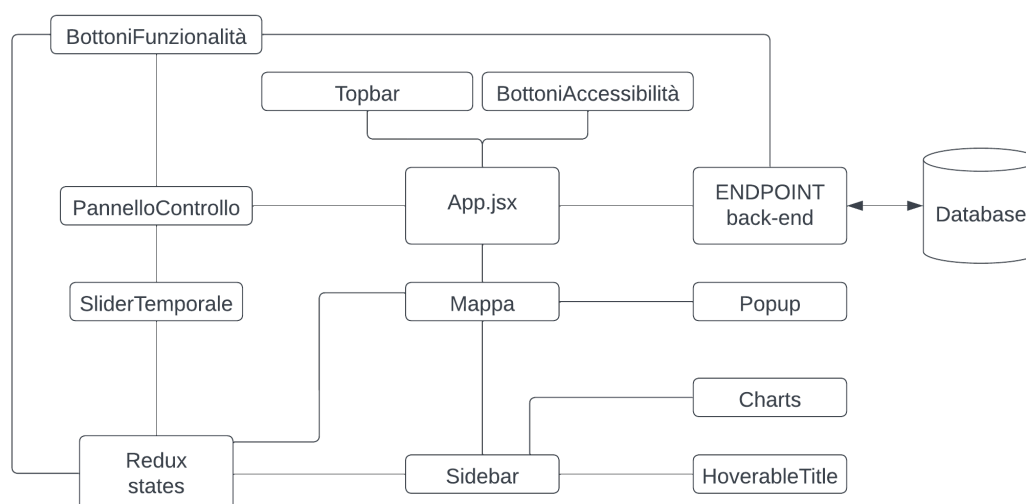 BottoniFunzionalità
Topbar
BottoniAccessibilità
PannelloControllo
App.jsx
ENDPOINT
back-end
Database
SliderTemporale
Mappa
Popup
Charts
Redux
states
Sidebar
HoverableTitle